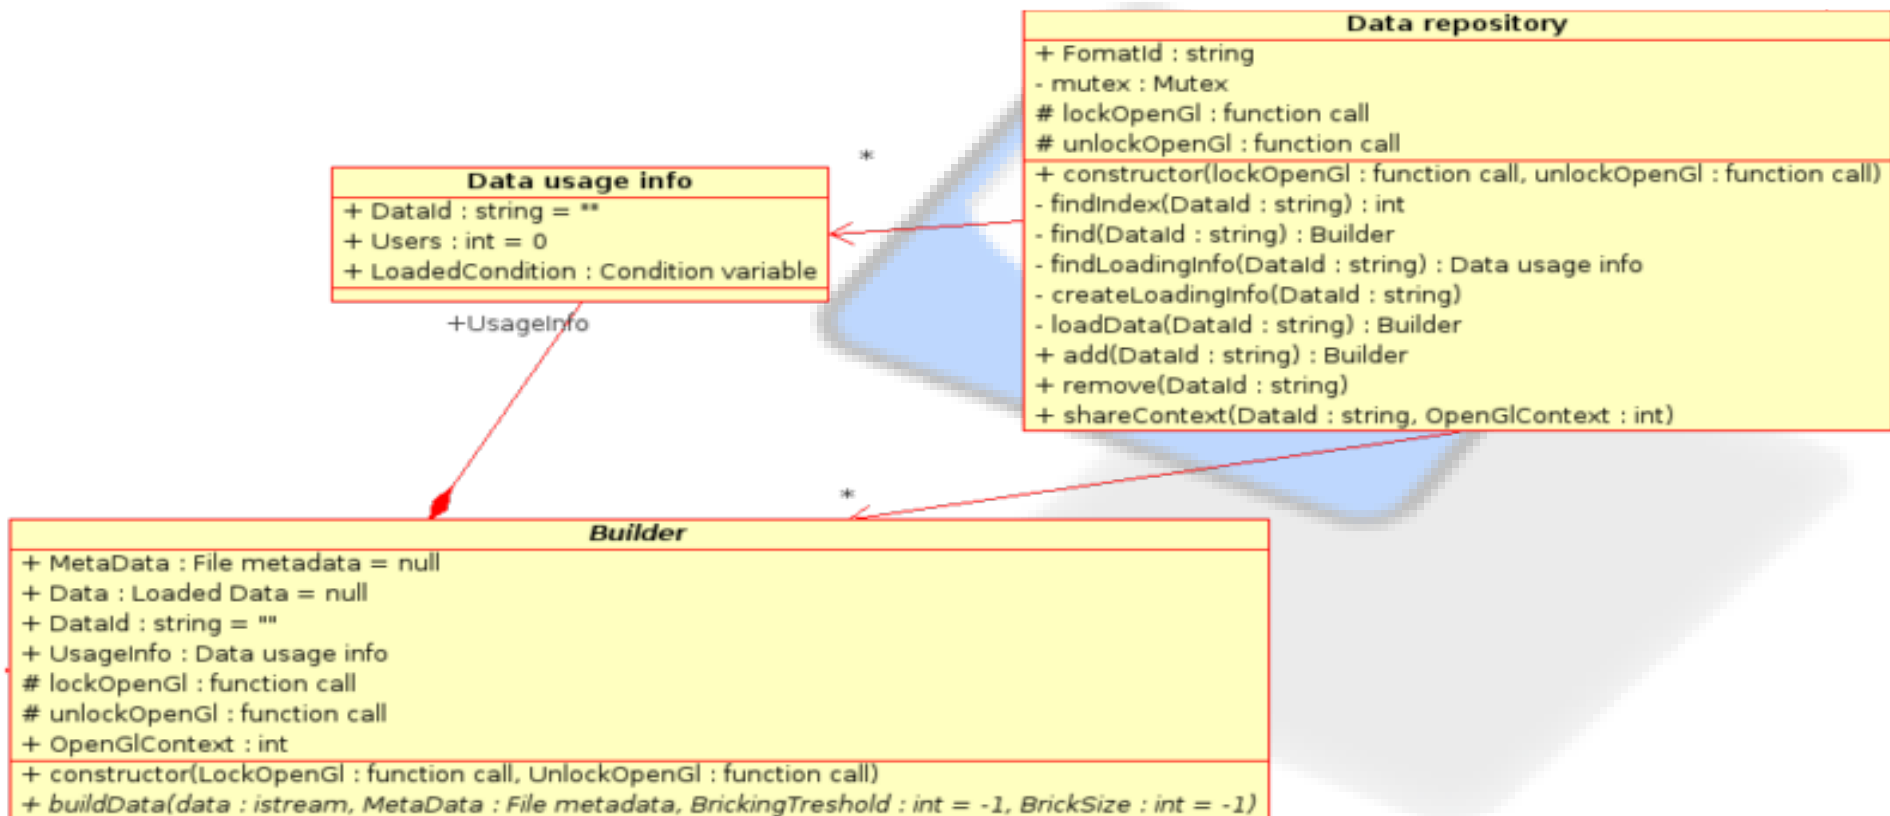 Data repository
+ FomatId : string
- mutex : Mutex
# lockOpenGl : function call
# unlockOpenGl : function call
+ constructor(lockOpenGl : function call, unlockOpenGl : function call)
- findIndex(DataId : string) : int
- find(DataId : string) : Builder
- findLoadingInfo(DataId : string) : Data usage info
- createLoadingInfo(DataId : string)
- loadData(DataId : string) : Builder
+ add(DataId : string) : Builder
+ remove(DataId : string)
+ shareContext(DataId : string, OpenGlContext : int)
*
Data usage info
+ DataId : string = ""
+ Users : int = 0
+ LoadedCondition : Condition variable
+UsageInfo
*
Builder
+ MetaData : File metadata = null
+ Data : Loaded Data = null
+ DataId : string = ""
+ UsageInfo : Data usage info
# lockOpenGl : function call
# unlockOpenGl : function call
+ OpenGlContext : int
+ constructor(LockOpenGl : function call, UnlockOpenGl : function call)
+ buildData(data : istream, MetaData : File metadata, BrickingTreshold : int = -1, BrickSize : int = -1)